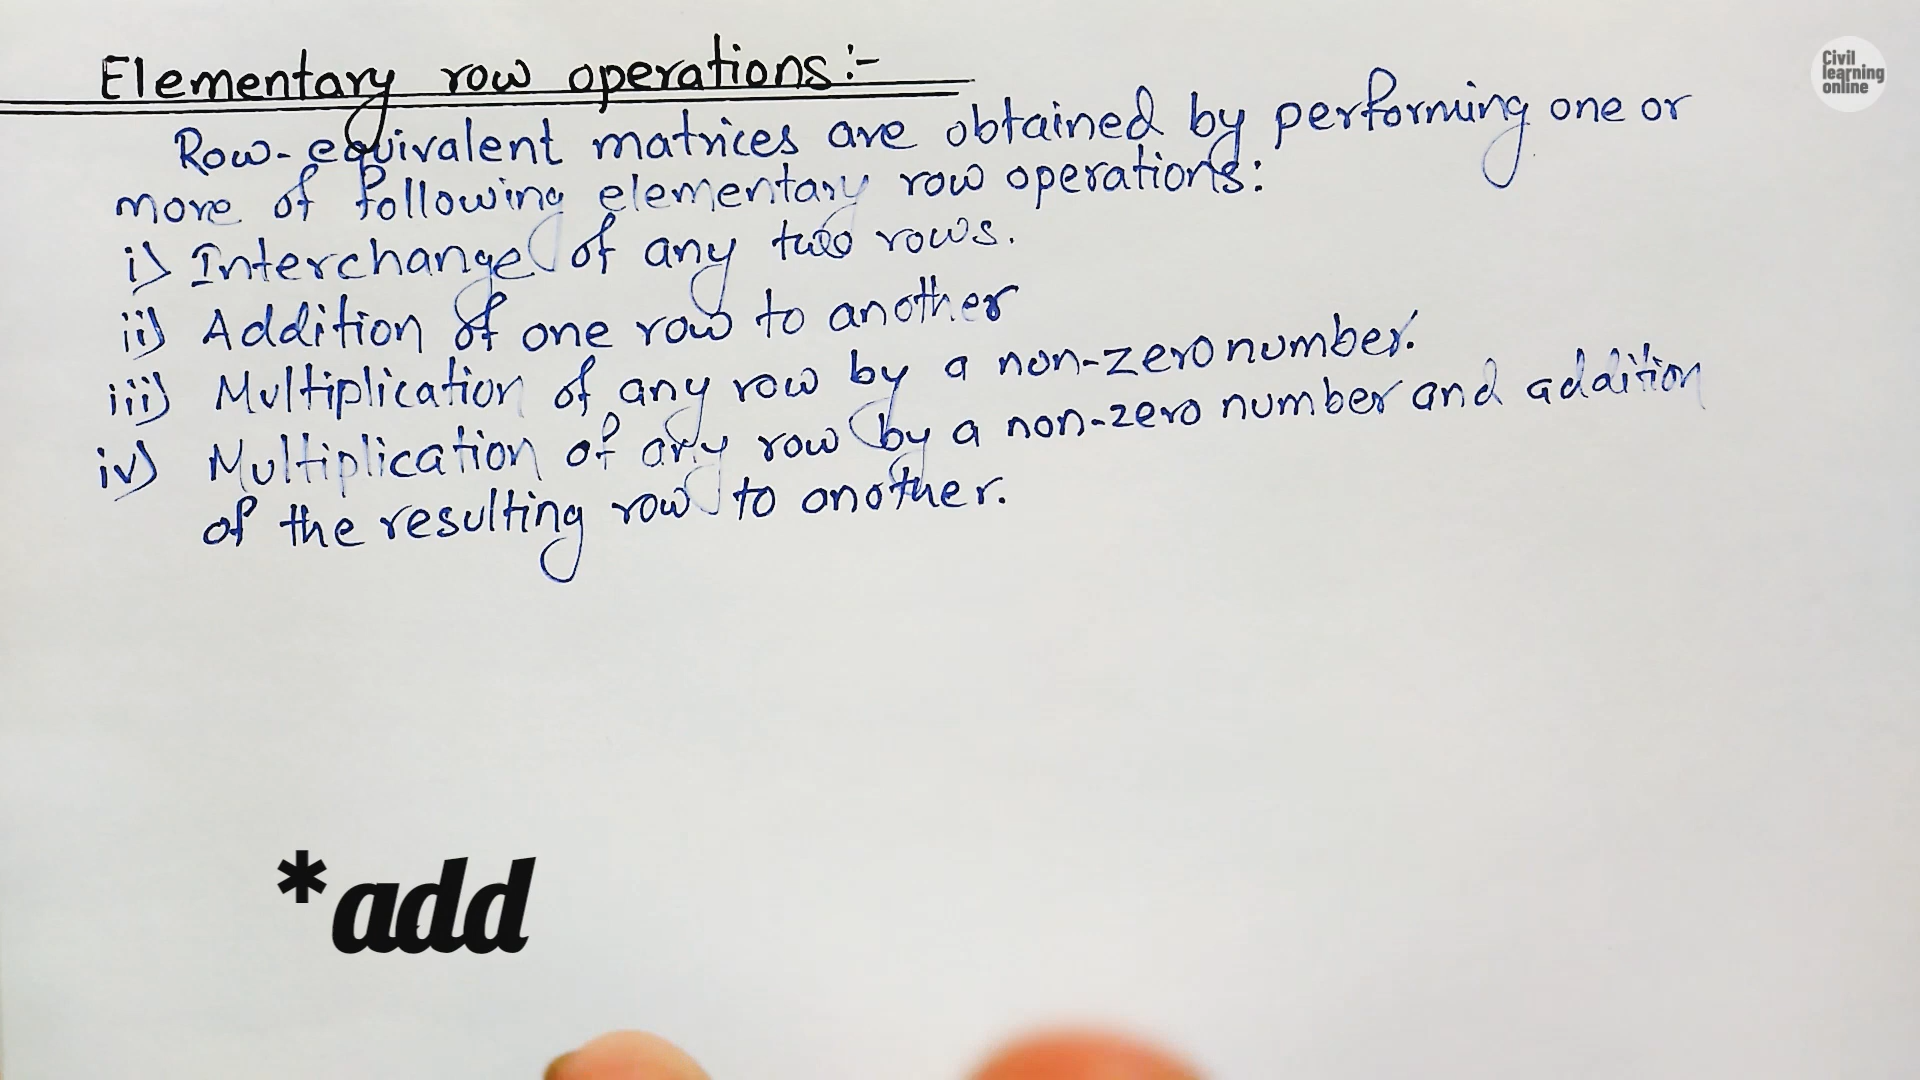 Elementary row operations:-
Row-equivalent matrices are obtained by performing one or
more of following elementary row operations:
i) Interchange of any two rows.
ii) Addition of one row to another
iii) Multiplication of any row by a non-zero number.
iv) Multiplication of any row by a non-zero number and addition
of the resulting row to another.
*add
Civil
learning
online